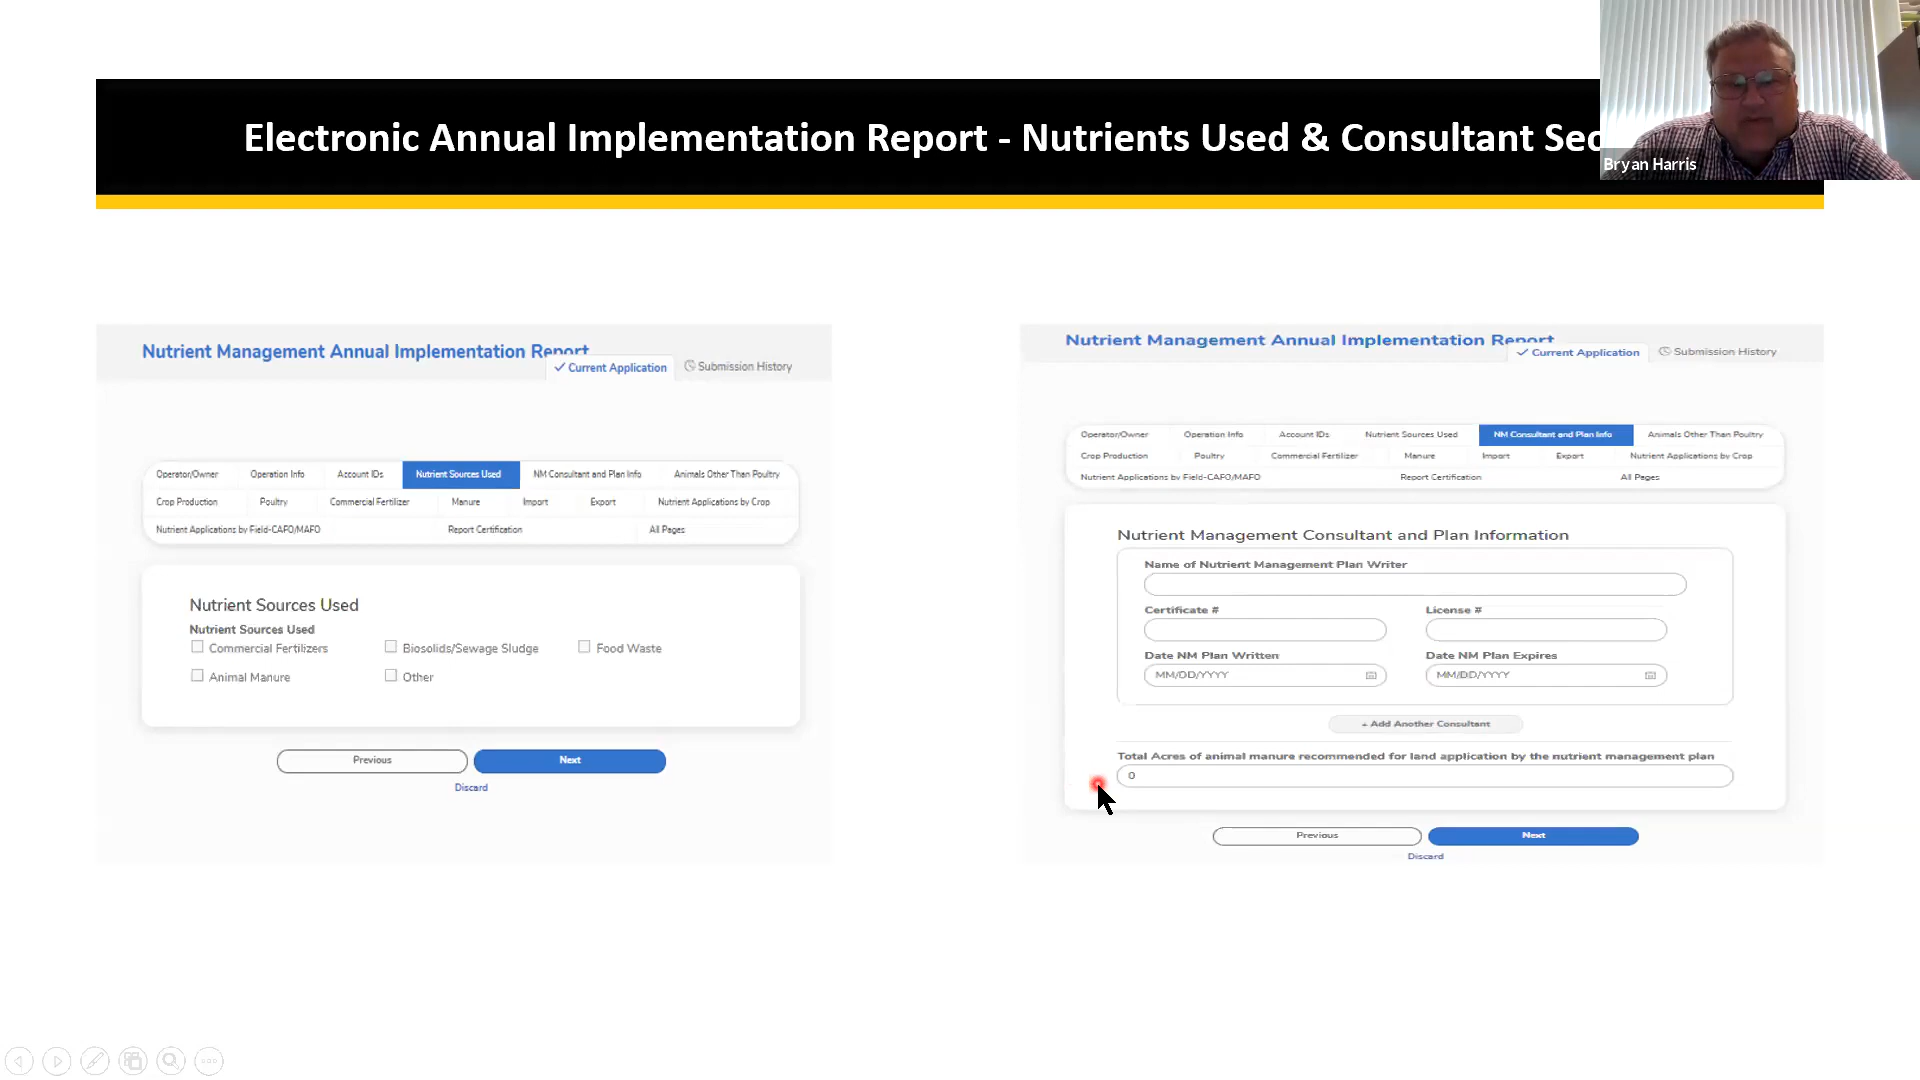 Electronic Annual Implementation Report - Nutrients Used & Consultant Sec
Bryan Harris
Nutrient Management Annual Implementation Report
Current Application
Submission History
Operator/Owner Operation Info Account IDs Nutrient Sources Used NM Consultant and Plan Info Animals Other Than Poultry
Crop Production Poultry Commercial Fertilizer Manure Import Export Nutrient Applications by Crop
Nutrient Applications by Field-CAFO/MAFO Report Certification All Pages
Nutrient Sources Used
Nutrient Sources Used
Commercial Fertilizers Biosolids/Sewage Sludge Food Waste
Animal Manure Other
Previous Next
Discard
Nutrient Management Annual Implementation Report
Current Application
Submission History
Operator/Owner Operation Info Account IDs Nutrient Sources Used NM Consultant and Plan Info Animals Other Than Poultry
Crop Production Poultry Commercial Fertilizer Manure Import Export Nutrient Applications by Crop
Nutrient Applications by Field-CAFO/MAFO Report Certification All Pages
Nutrient Management Consultant and Plan Information
Name of Nutrient Management Plan Writer
Certificate # License #
Date NM Plan Written Date NM Plan Expires
MM/DD/YYYY MM/DD/YYYY
+ Add Another Consultant
Total Acres of animal manure recommended for land application by the nutrient management plan
0
Previous Next
Discard